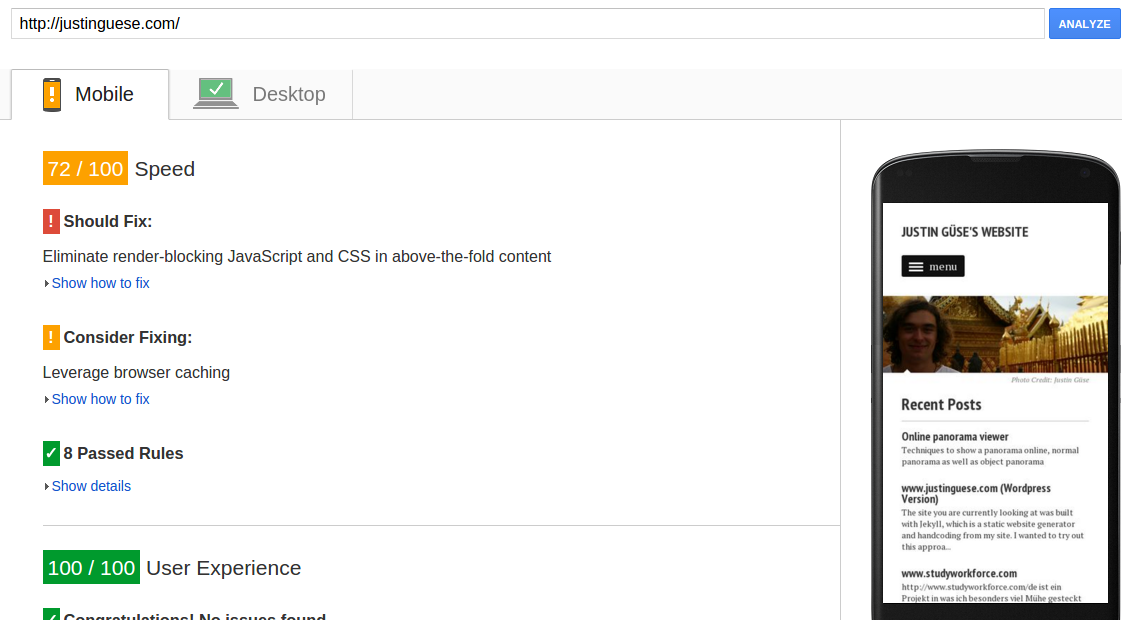 http://justinguese.com/
ANALYZE
Mobile
Desktop
72 / 100 Speed
! Should Fix:
Eliminate render-blocking JavaScript and CSS in above-the-fold content
Show how to fix
! Consider Fixing:
Leverage browser caching
Show how to fix
✓ 8 Passed Rules
Show details
100 / 100 User Experience
Congratulations! No issues found
JUSTIN GÜSE'S WEBSITE
menu
Photo Credit: Justin Güse
Recent Posts
Online panorama viewer
Techniques to show a panorama online, normal
panorama as well as object panorama
www.justinguese.com (Wordpress
Version)
The site you are currently looking at was built
with Jekyll, which is a static website generator
and handcoding from my site. I wanted to try out
this approa...
www.studyworkforce.com
http://www.studyworkforce.com/de ist ein
Projekt in was ich besonders viel Mühe gesteckt